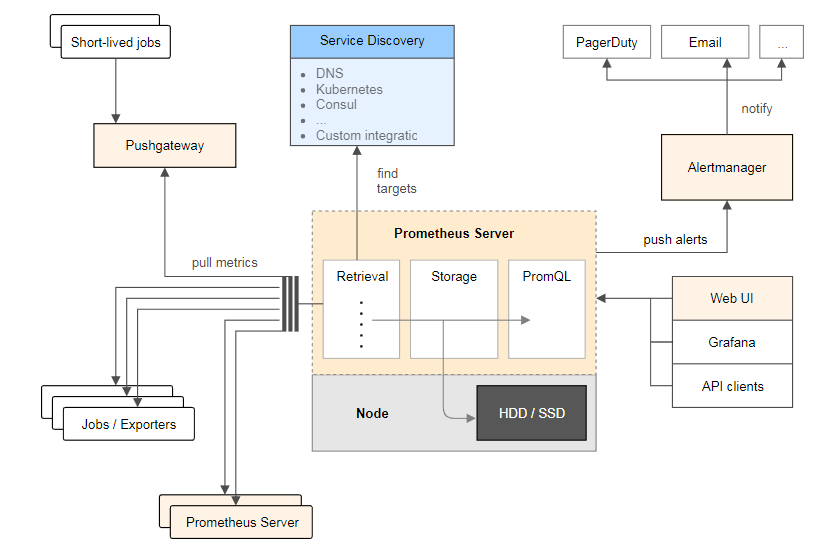 Short-lived jobs
Service Discovery
PagerDuty
Email
...
• DNS
• Kubernetes
• Consul
• ...
• Custom integratic
notify
Pushgateway
Alertmanager
find
targets
Prometheus Server
push alerts
pull metrics
Retrieval
Storage
PromQL
Web UI
Grafana
API clients
Jobs / Exporters
Node
HDD / SSD
Prometheus Server